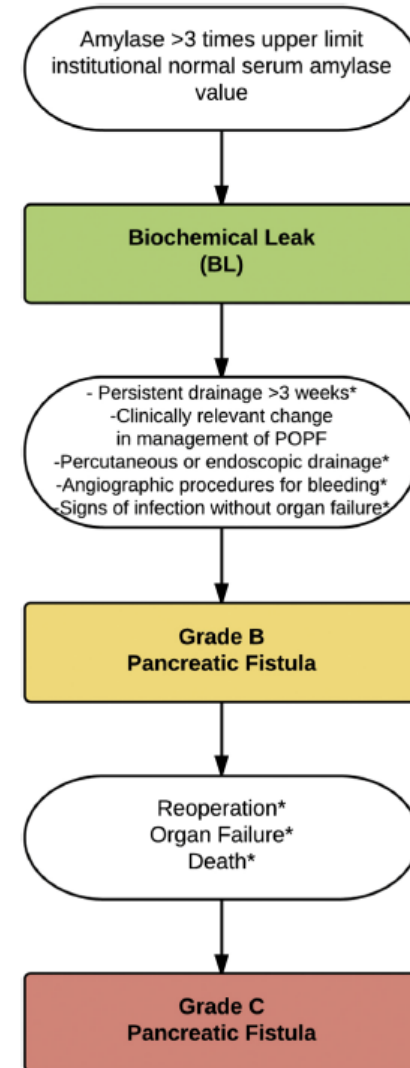 Amylase >3 times upper limit
institutional normal serum amylase
value
Biochemical Leak
(BL)
- Persistent drainage >3 weeks*
-Clinically relevant change
in management of POPF
-Percutaneous or endoscopic drainage*
-Angiographic procedures for bleeding*
-Signs of infection without organ failure*
Grade B
Pancreatic Fistula
Reoperation*
Organ Failure*
Death*
Grade C
Pancreatic Fistula